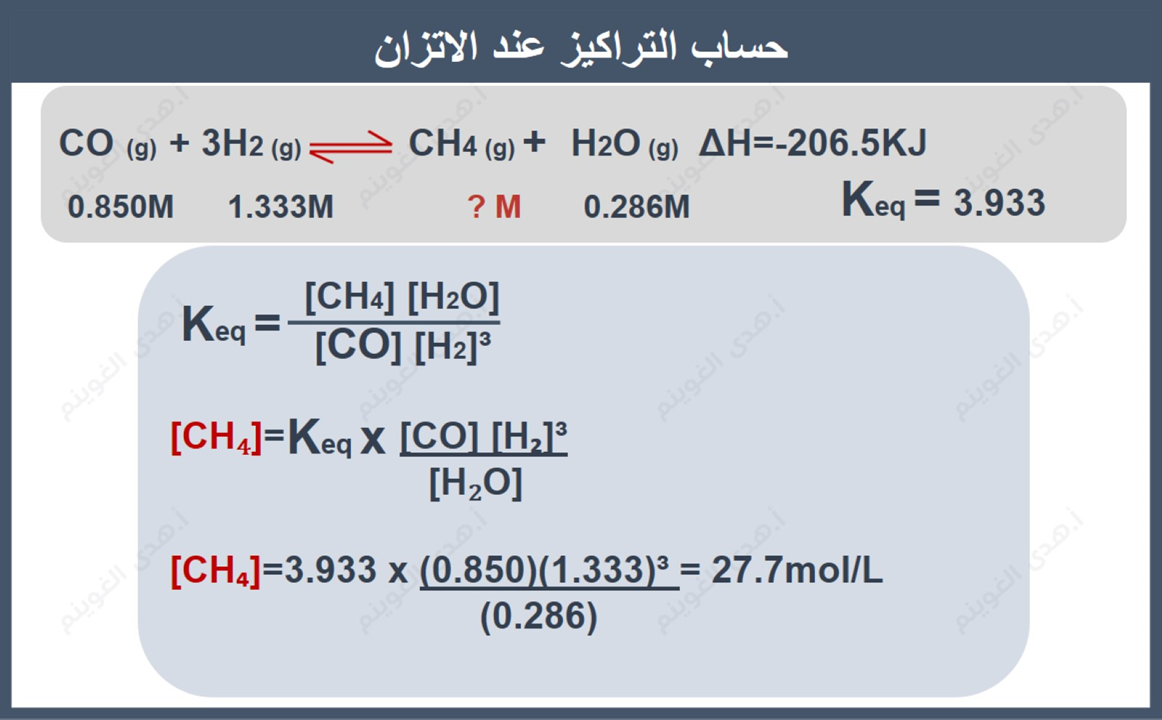 حساب التراكيز عند الاتزان
CO (g) + 3H2 (g) ⇌ CH4 (g) + H2O (g) ΔH=-206.5KJ
0.850M 1.333M ? M 0.286M Keq = 3.933
Keq = [CH4] [H2O]
[CO] [H2]³
[CH₄]=Keq x [CO] [H₂]³
[H₂O]
[CH₄]=3.933 x (0.850)(1.333)³ = 27.7mol/L
(0.286)
أ.هدى الغوينم